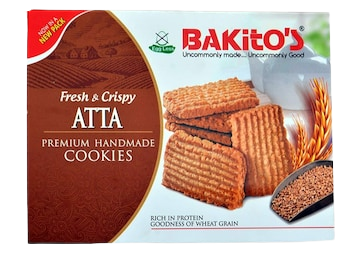 NOW IN A
NEW PACK
Egg Less
BAKiTO'S®
Uncommonly made... Uncommonly Good
Fresh & Crispy
ATTA
PREMIUM HANDMADE
COOKIES
RICH IN PROTEIN
GOODNESS OF WHEAT GRAIN